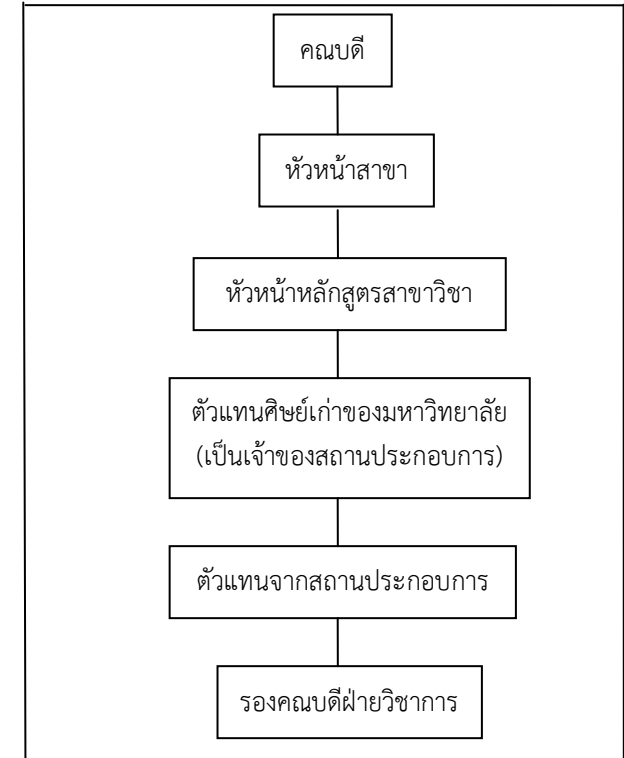 คณบดี
หัวหน้าสาขา
หัวหน้าหลักสูตรสาขาวิชา
ตัวแทนศิษย์เก่าของมหาวิทยาลัย
(เป็นเจ้าของสถานประกอบการ)
ตัวแทนจากสถานประกอบการ
รองคณบดีฝ่ายวิชาการ